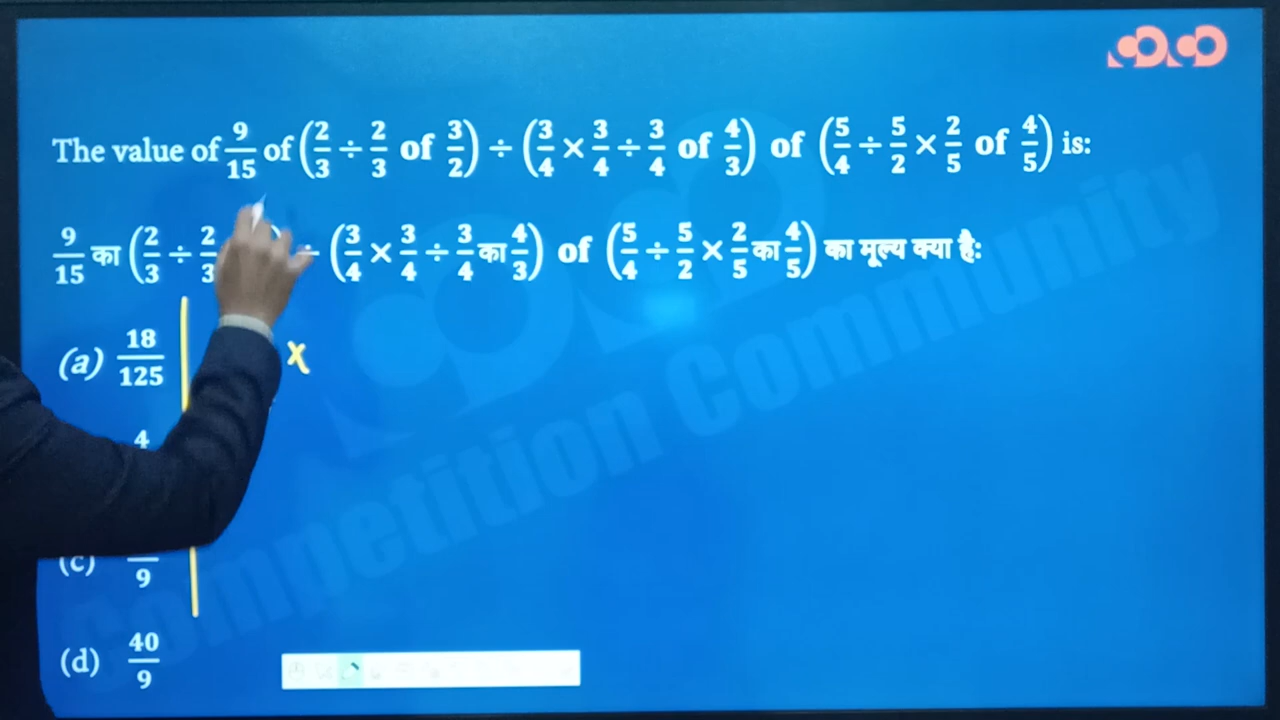 The value of 9/15 of (2/3 ÷ 2/3 of 3/2) ÷ (3/4 × 3/4 ÷ 3/4 of 4/3) of (5/4 ÷ 5/2 × 2/5 of 4/5) is:
9/15 का (2/3 ÷ 2/3 ) ÷ (3/4 × 3/4 ÷ 3/4 का 4/3) of (5/4 ÷ 5/2 × 2/5 का 4/5) का मूल्य क्या है:
(a) 18/125
4
(c) /9
(d) 40/9
x
Competition Community